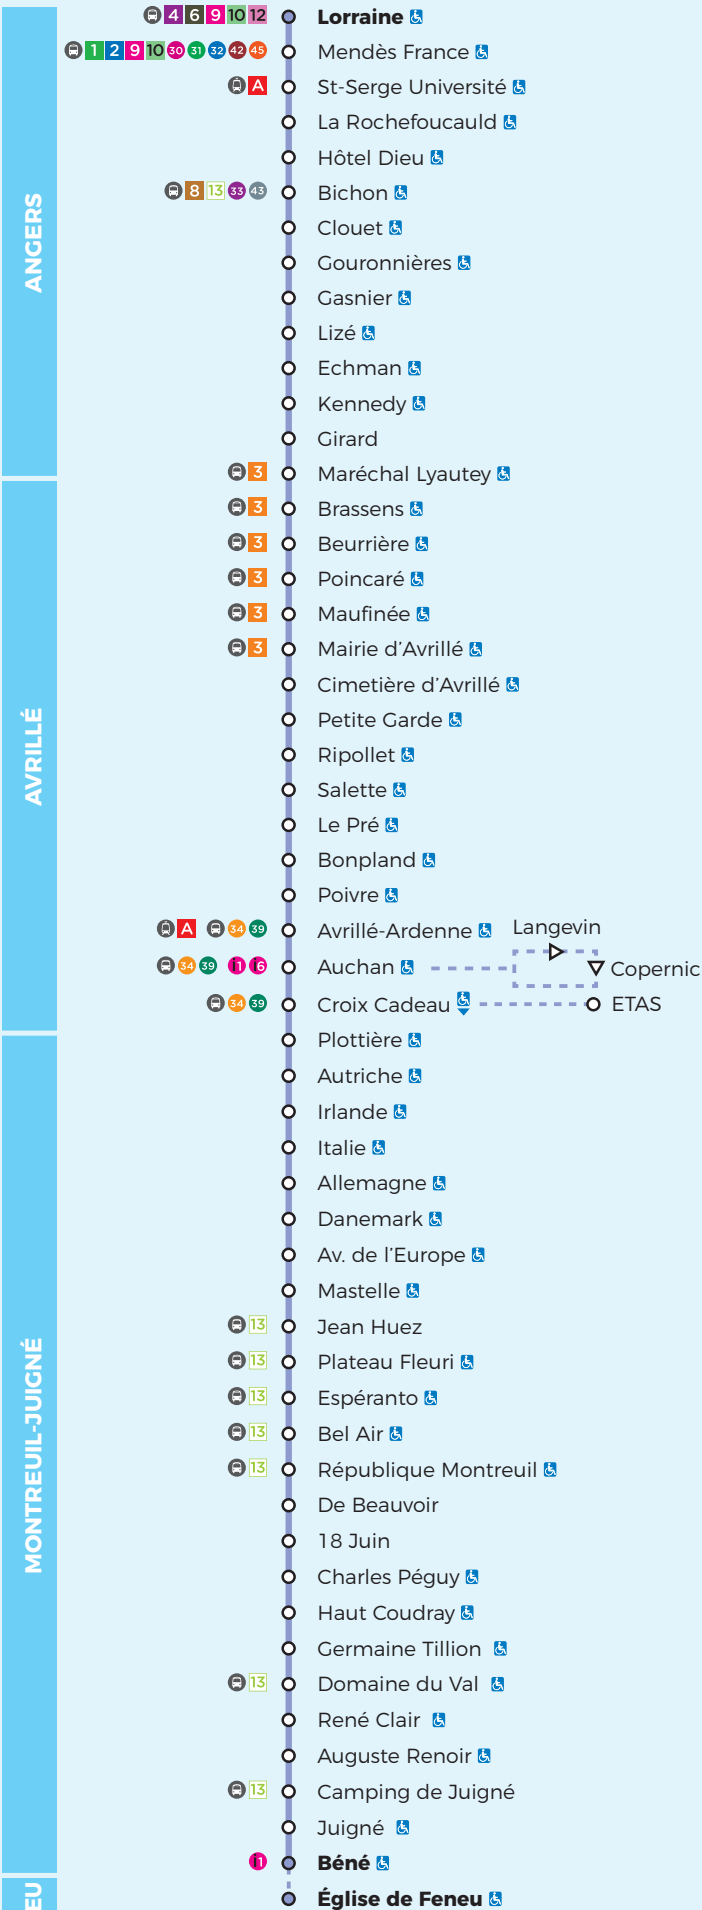 ANGERS
4 6 9 10 12 Lorraine
1 2 9 10 30 31 32 42 45 Mendès France
A St-Serge Université
La Rochefoucauld
Hôtel Dieu
8 13 33 43 Bichon
Clouet
Gouronnières
Gasnier
Lizé
Echman
Kennedy
Girard
3 Maréchal Lyautey
AVRILLÉ
3 Brassens
3 Beurrière
3 Poincaré
3 Maufinée
3 Mairie d’Avrillé
Cimetière d’Avrillé
Petite Garde
Ripollet
Salette
Le Pré
Bonpland
Poivre
A 34 39 Avrillé-Ardenne Langevin
34 39 i1 i6 Auchan Copernic
34 39 Croix Cadeau ETAS
MONTREUIL-JUIGNÉ
Plottière
Autriche
Irlande
Italie
Allemagne
Danemark
Av. de l’Europe
Mastelle
13 Jean Huez
13 Plateau Fleuri
13 Espéranto
13 Bel Air
13 République Montreuil
De Beauvoir
18 Juin
Charles Péguy
Haut Coudray
Germaine Tillion
13 Domaine du Val
René Clair
Auguste Renoir
13 Camping de Juigné
Juigné
i1 Béné
EU
Église de Feneu